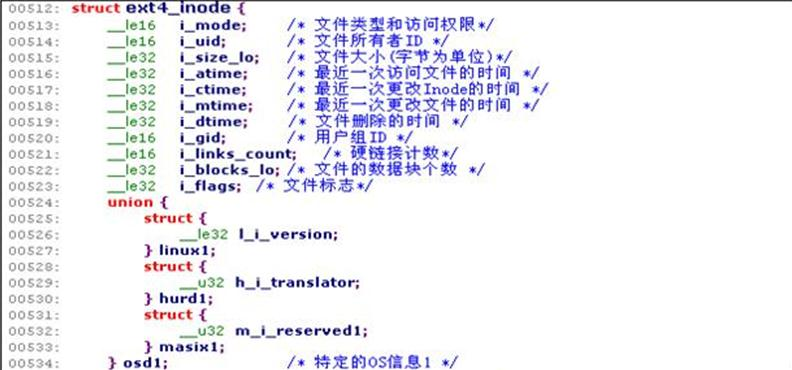 00512: struct ext4_inode {
00513: __le16 i_mode; /* 文件类型和访问权限*/
00514: __le16 i_uid; /* 文件所有者ID */
00515: __le32 i_size_lo; /* 文件大小(字节为单位)*/
00516: __le32 i_atime; /* 最近一次访问文件的时间 */
00517: __le32 i_ctime; /* 最近一次更改Inode的时间 */
00518: __le32 i_mtime; /* 最近一次更改文件的时间 */
00519: __le32 i_dtime; /* 文件删除的时间 */
00520: __le16 i_gid; /* 用户组ID */
00521: __le16 i_links_count; /* 硬链接计数*/
00522: __le32 i_blocks_lo; /* 文件的数据块个数 */
00523: __le32 i_flags; /* 文件标志*/
00524: union {
00525: struct {
00526: __le32 l_i_version;
00527: } linux1;
00528: struct {
00529: __u32 h_i_translator;
00530: } hurd1;
00531: struct {
00532: __u32 m_i_reserved1;
00533: } masix1;
00534: } osd1; /* 特定的OS信息1 */